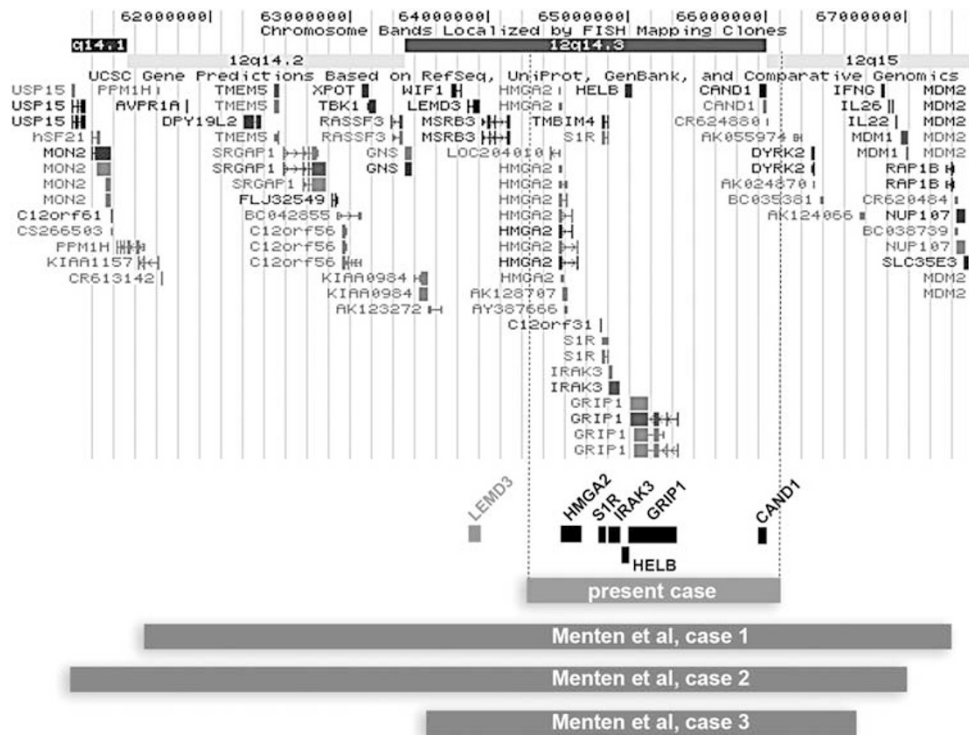 62000000| 63000000| 64000000| 65000000| 66000000| 67000000|
Chromosome Bands Localized by FISH Mapping Clones
q14.1 12q14.3
12q14.2 12q15
UCSC Gene Predictions Based on RefSeq, UniProt, GenBank, and Comparative Genomics
USP15 PPM1H TMEM5 XPOT WIF1 HMGA2 HELB CAND1 IFNG MDM2
USP15 AVPR1A TMEM5 TBK1 LEMD3 HMGA2 CAND1 IL26 MDM2
USP15 DPY19L2 RASSF3 MSRB3 TMBIM4 CR624880 IL22 MDM2
hSF21 TMEM5 RASSF3 MSRB3 S1R AK055974 MDM1 MDM2
MON2 SRGAP1 GNS LOC204010 DYRK2 MDM1 MDM2
MON2 SRGAP1 GNS HMGA2 DYRK2 RAP1B
MON2 SRGAP1 HMGA2 AK024870 RAP1B
MON2 FLJ32549 HMGA2 BC035381 CR620484
C12orf61 BC042855 HMGA2 AK124066 NUP107
CS266503 C12orf56 HMGA2 BC038739
PPM1H C12orf56 HMGA2 NUP107
KIAA1157 C12orf56 HMGA2 SLC35E3
CR613142 KIAA0984 HMGA2 MDM2
KIAA0984 AK128707 MDM2
AK123272 AY387666
C12orf31
S1R
S1R
IRAK3
IRAK3
GRIP1
GRIP1
GRIP1
GRIP1
LEMD3 HMGA2 S1R IRAK3 GRIP1 CAND1
HELB
present case
Menten et al, case 1
Menten et al, case 2
Menten et al, case 3